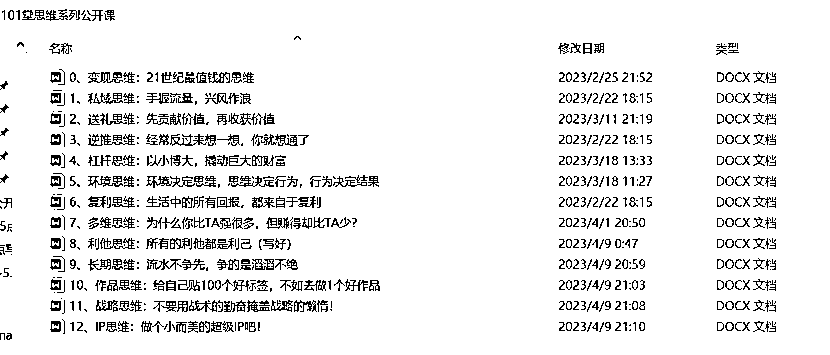 101堂思维系列公开课
名称 修改日期 类型
0、变现思维：21世纪最值钱的思维 2023/2/25 21:52 DOCX 文档
1、私域思维：手握流量，兴风作浪 2023/2/22 18:15 DOCX 文档
2、送礼思维：先贡献价值，再收获价值 2023/3/11 21:19 DOCX 文档
3、逆推思维：经常反过来想一想，你就想通了 2023/2/22 18:15 DOCX 文档
4、杠杆思维：以小博大，撬动巨大的财富 2023/3/18 13:33 DOCX 文档
5、环境思维：环境决定思维，思维决定行为，行为决定结果 2023/3/18 11:27 DOCX 文档
6、复利思维：生活中的所有回报，都来自于复利 2023/2/22 18:15 DOCX 文档
7、多维思维：为什么你比TA强很多，但赚得却比TA少？ 2023/4/1 20:50 DOCX 文档
8、利他思维：所有的利他都是利己（写好） 2023/4/9 0:47 DOCX 文档
9、长期思维：流水不争先，争的是滔滔不绝 2023/4/9 20:59 DOCX 文档
10、作品思维：给自己贴100个好标签，不如去做1个好作品 2023/4/9 21:03 DOCX 文档
11、战略思维：不要用战术的勤奋掩盖战略的懒惰！ 2023/4/9 21:08 DOCX 文档
12、IP思维：做个小而美的超级IP吧！ 2023/4/9 21:10 DOCX 文档